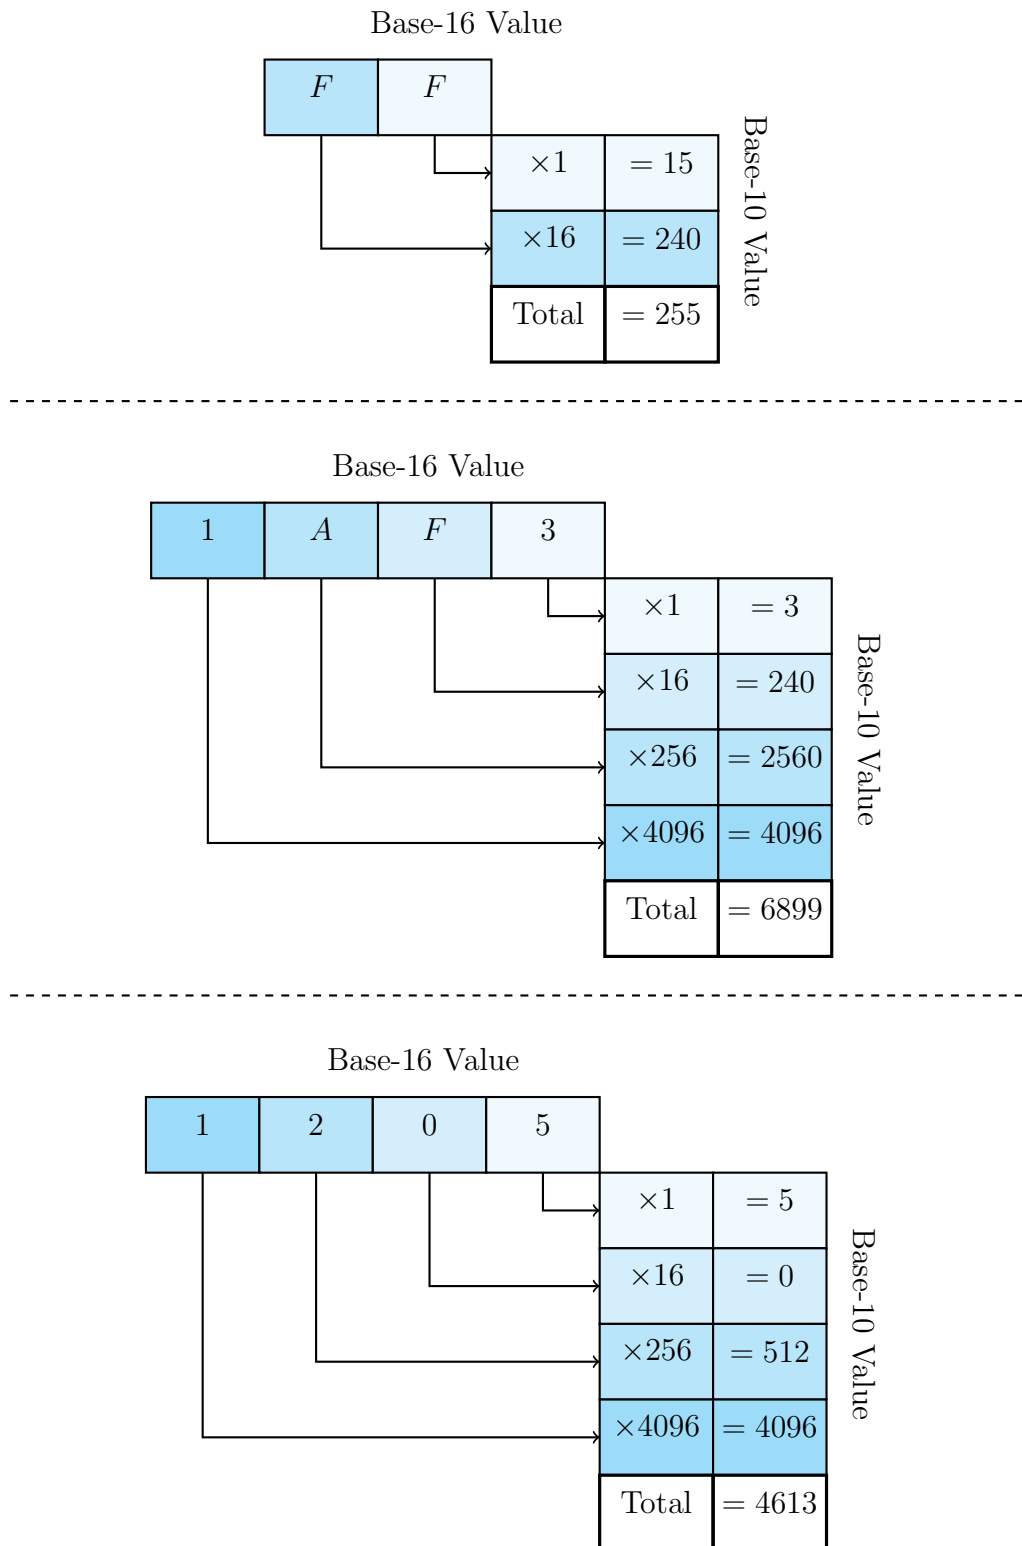 Base-16 Value
F F
×1 = 15
×16 = 240
Total = 255
Base-10 Value
Base-16 Value
1 A F 3
×1 = 3
×16 = 240
×256 = 2560
×4096 = 4096
Total = 6899
Base-10 Value
Base-16 Value
1 2 0 5
×1 = 5
×16 = 0
×256 = 512
×4096 = 4096
Total = 4613
Base-10 Value